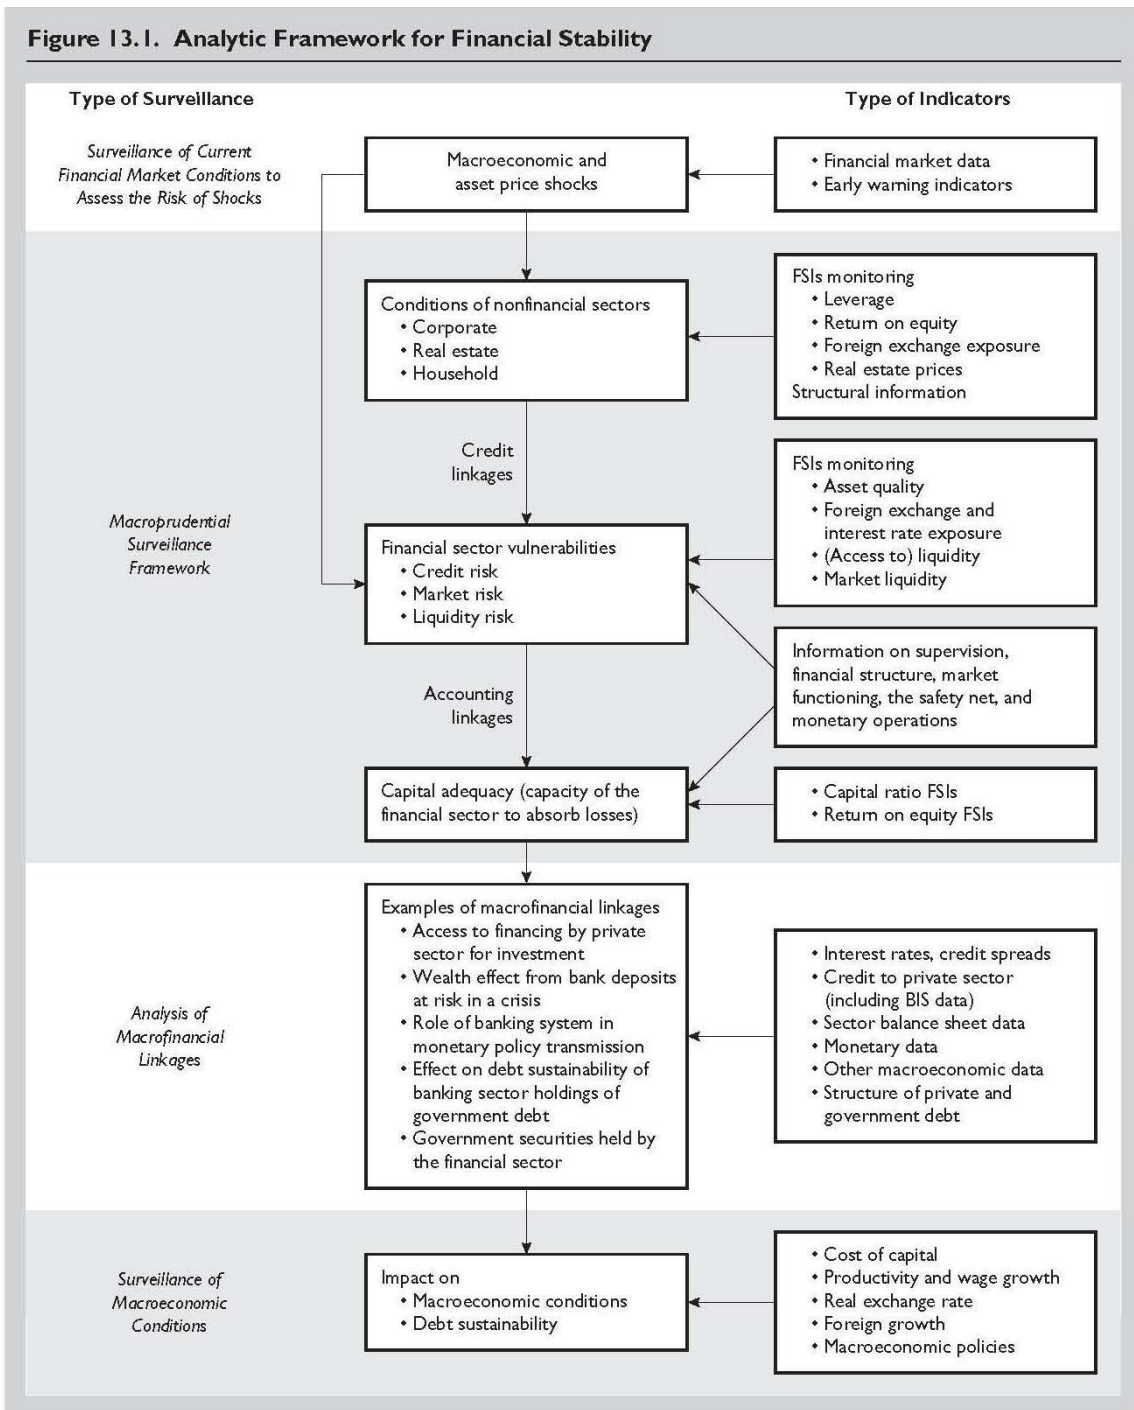 Figure 13.1. Analytic Framework for Financial Stability
Type of Surveillance
Type of Indicators
Surveillance of Current
Financial Market Conditions to
Assess the Risk of Shocks
Macroeconomic and
asset price shocks
• Financial market data
• Early warning indicators
Conditions of nonfinancial sectors
• Corporate
• Real estate
• Household
FSIs monitoring
• Leverage
• Return on equity
• Foreign exchange exposure
• Real estate prices
Structural information
Credit
linkages
Macroprudential
Surveillance
Framework
Financial sector vulnerabilities
• Credit risk
• Market risk
• Liquidity risk
FSIs monitoring
• Asset quality
• Foreign exchange and
interest rate exposure
• (Access to) liquidity
• Market liquidity
Information on supervision,
financial structure, market
functioning, the safety net, and
monetary operations
Accounting
linkages
Capital adequacy (capacity of the
financial sector to absorb losses)
• Capital ratio FSIs
• Return on equity FSIs
Analysis of
Macrofinancial
Linkages
Examples of macrofinancial linkages
• Access to financing by private
sector for investment
• Wealth effect from bank deposits
at risk in a crisis
• Role of banking system in
monetary policy transmission
• Effect on debt sustainability of
banking sector holdings of
government debt
• Government securities held by
the financial sector
• Interest rates, credit spreads
• Credit to private sector
(including BIS data)
• Sector balance sheet data
• Monetary data
• Other macroeconomic data
• Structure of private and
government debt
Surveillance of
Macroeconomic
Conditions
Impact on
• Macroeconomic conditions
• Debt sustainability
• Cost of capital
• Productivity and wage growth
• Real exchange rate
• Foreign growth
• Macroeconomic policies